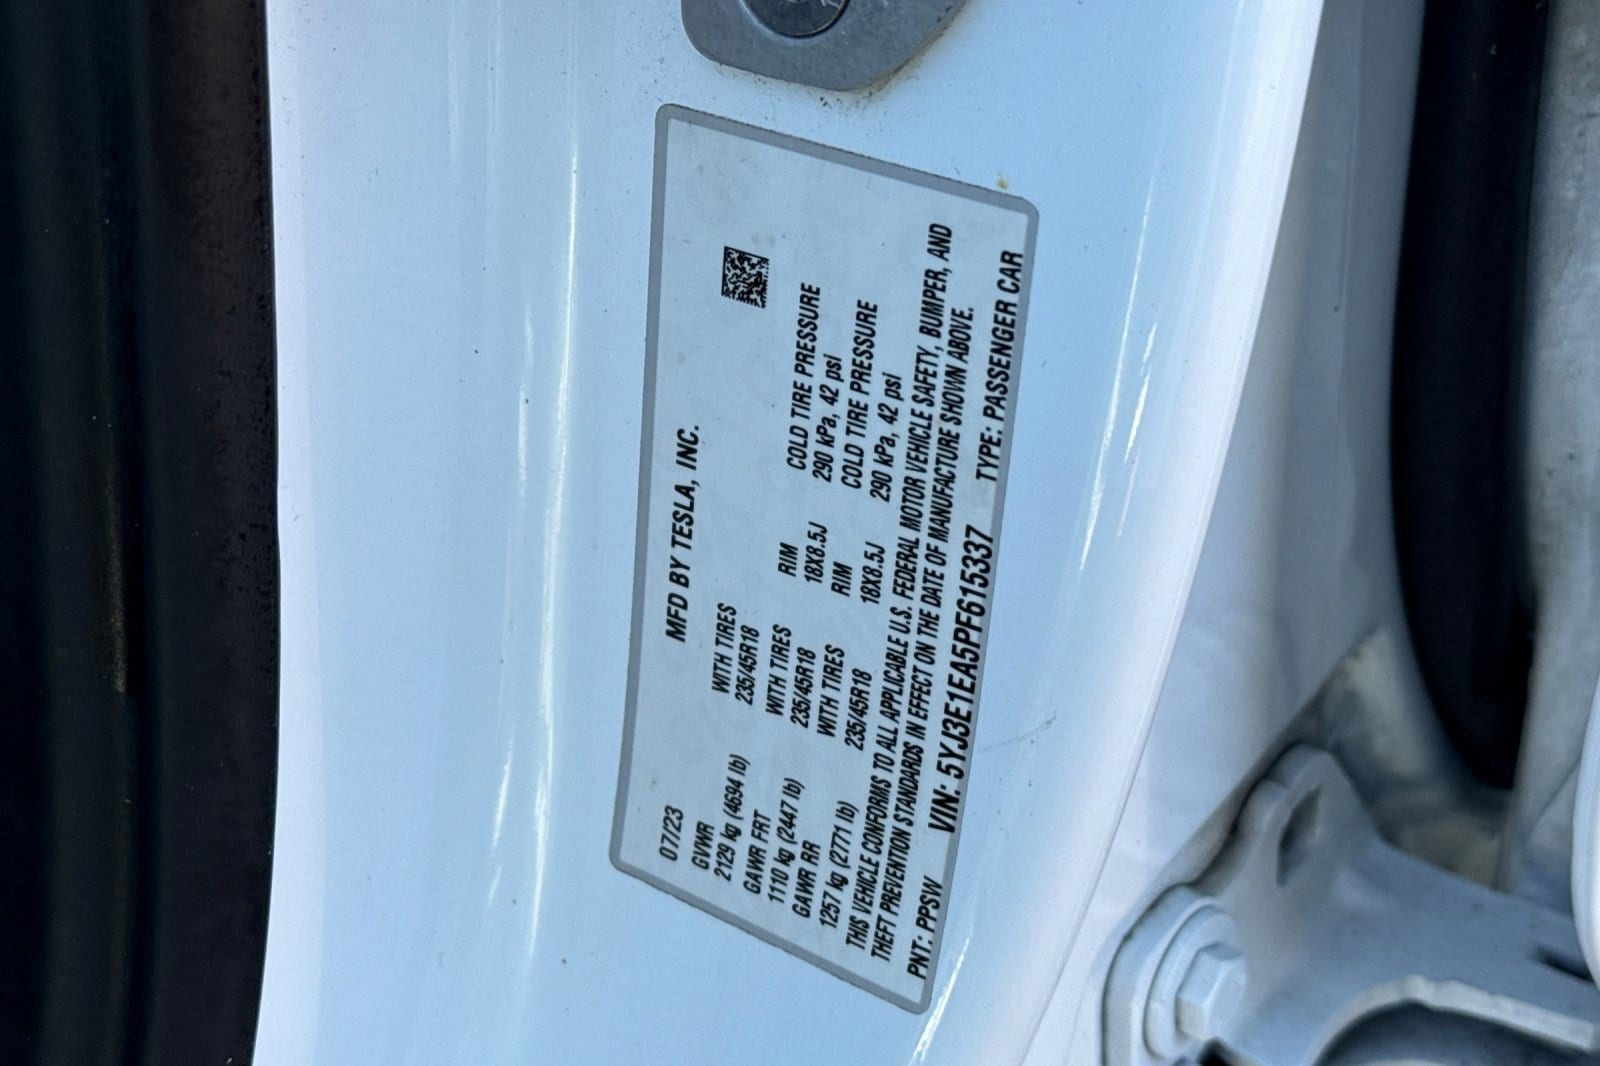 MFD BY TESLA, INC.
07/23
GVWR WITH TIRES
2129 kg (4694 lb) 235/45R18
GAWR FRT WITH TIRES RIM COLD TIRE PRESSURE
1110 kg (2447 lb) 235/45R18 18X8.5J 290 kPa, 42 psi
GAWR RR WITH TIRES RIM COLD TIRE PRESSURE
1257 kg (2771 lb) 235/45R18 18X8.5J 290 kPa, 42 psi
THIS VEHICLE CONFORMS TO ALL APPLICABLE U.S. FEDERAL MOTOR VEHICLE SAFETY, BUMPER, AND
THEFT PREVENTION STANDARDS IN EFFECT ON THE DATE OF MANUFACTURE SHOWN ABOVE.
PNT: PPSW VIN: 5YJ3E1EA5PF615337 TYPE: PASSENGER CAR